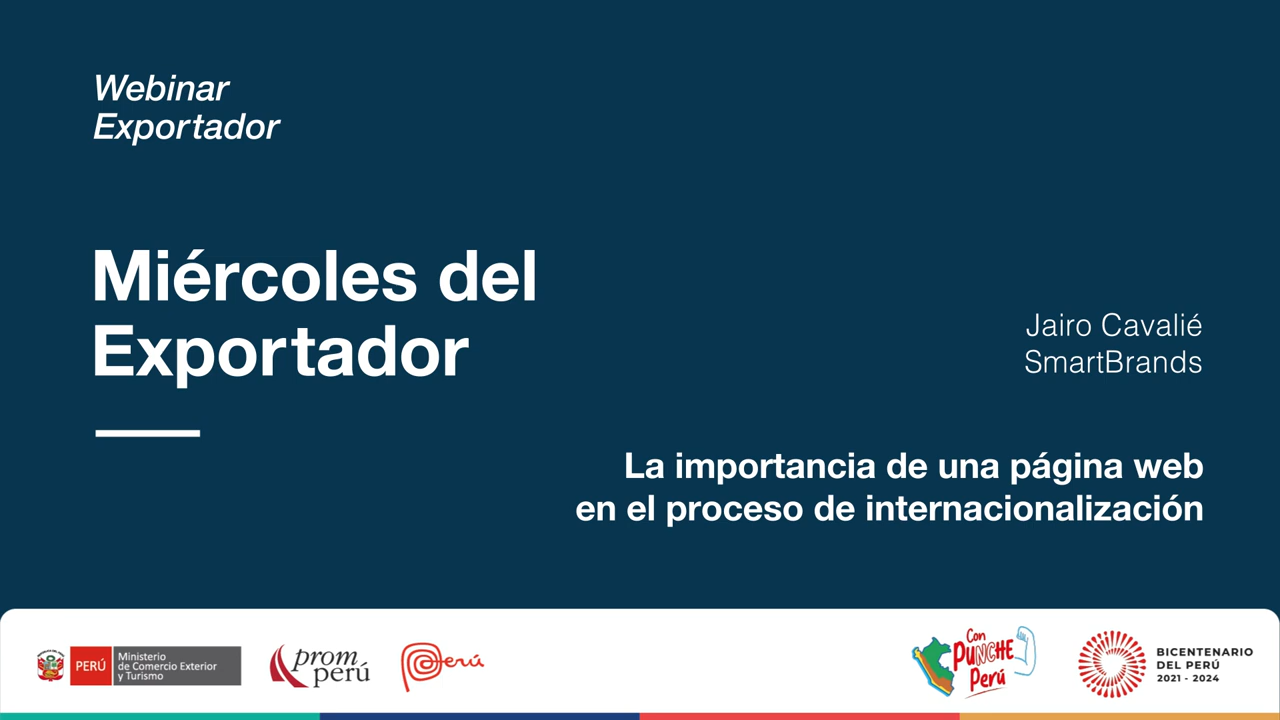 Webinar
Exportador
Miércoles del
Exportador
Jairo Cavalié
SmartBrands
La importancia de una página web
en el proceso de internacionalización
PERÚ
Ministerio
de Comercio Exterior
y Turismo
prom
perú
Perú
Con
PUNCHE
Perú
BICENTENARIO
DEL PERÚ
2021 - 2024